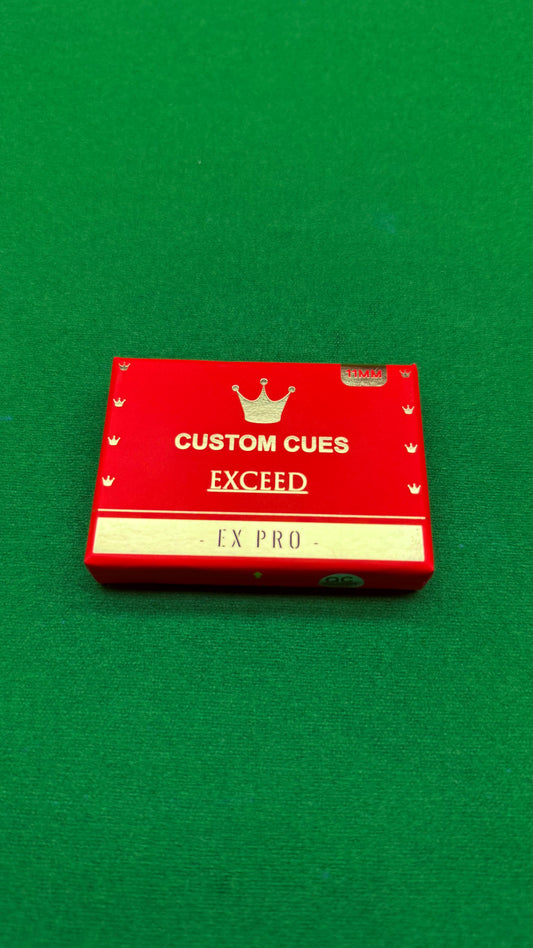 11MM
CUSTOM CUES
EXCEED
- EX PRO -